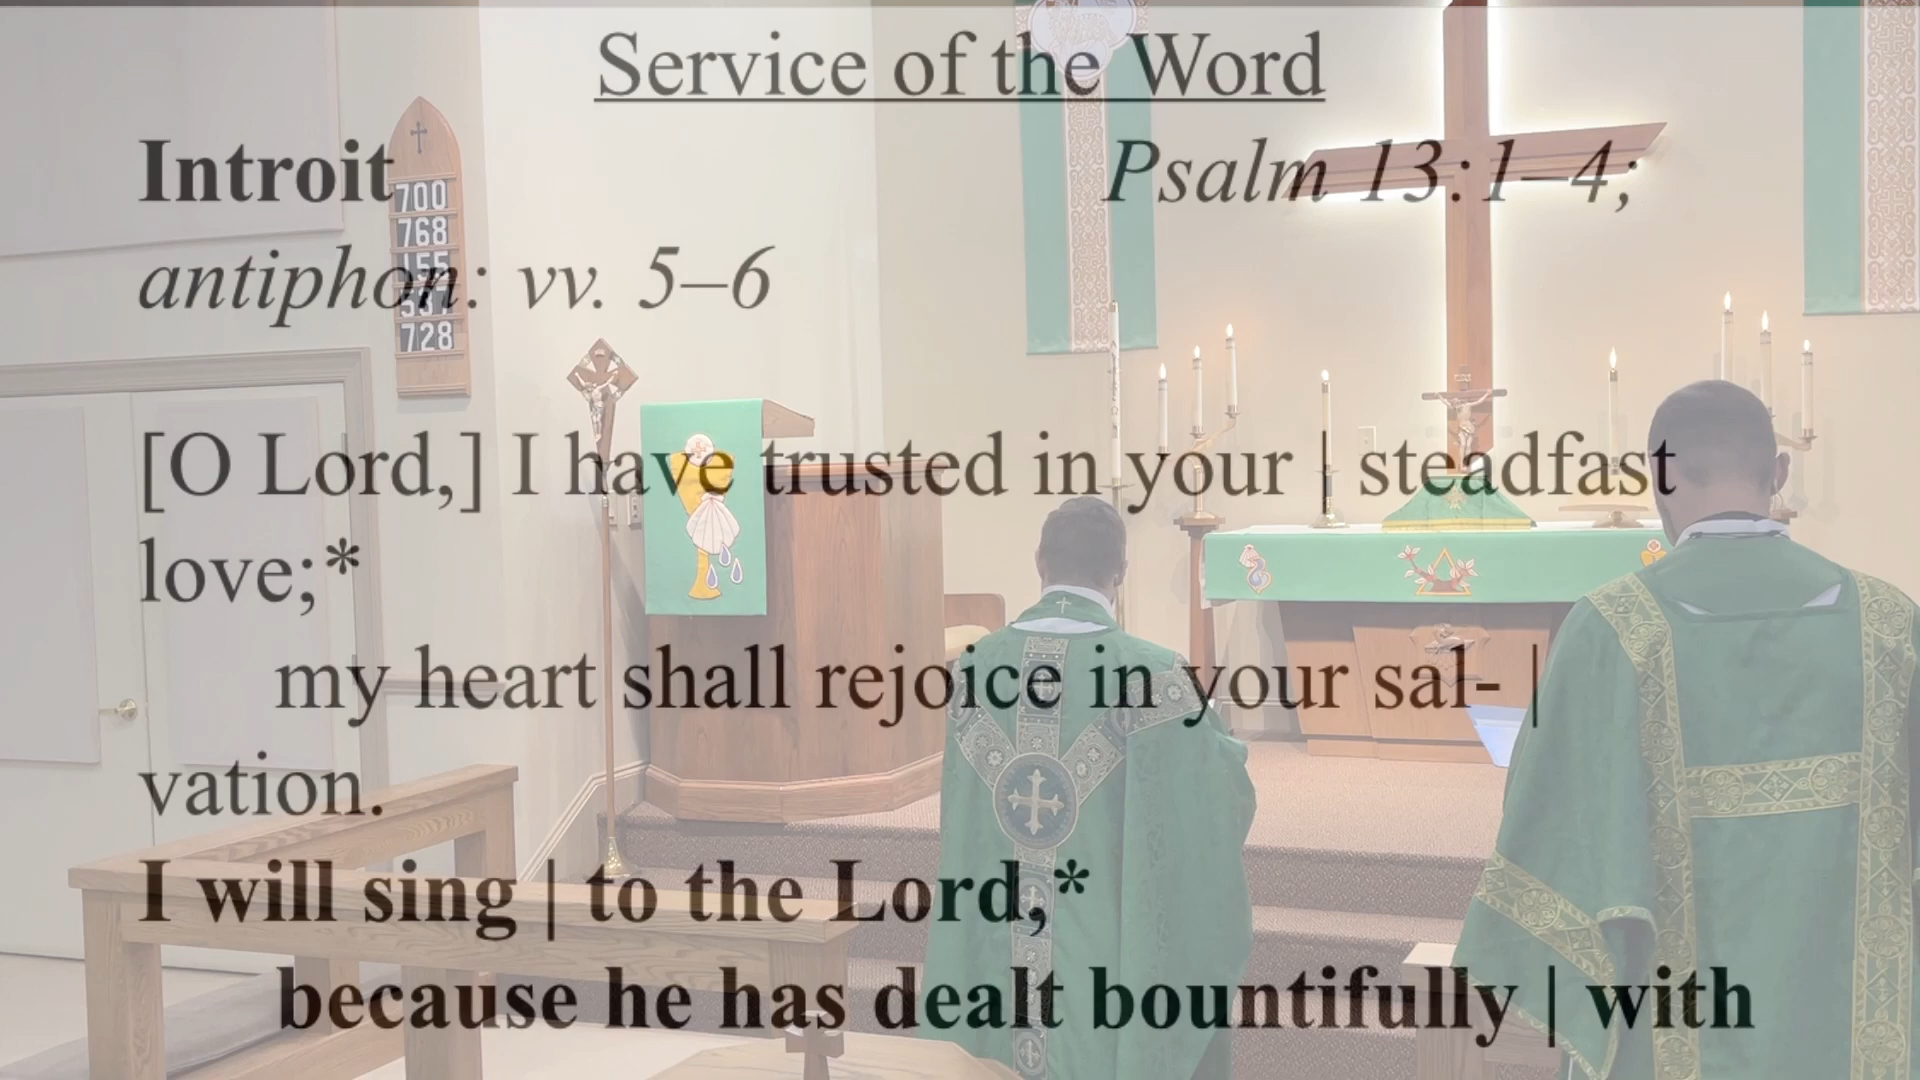 Service of the Word
Introit Psalm 13:1–4;
antiphon: vv. 5–6
[O Lord,] I have trusted in your | steadfast
love;*
my heart shall rejoice in your sal- |
vation.
I will sing | to the Lord,*
because he has dealt bountifully | with
700
768
155
537
728